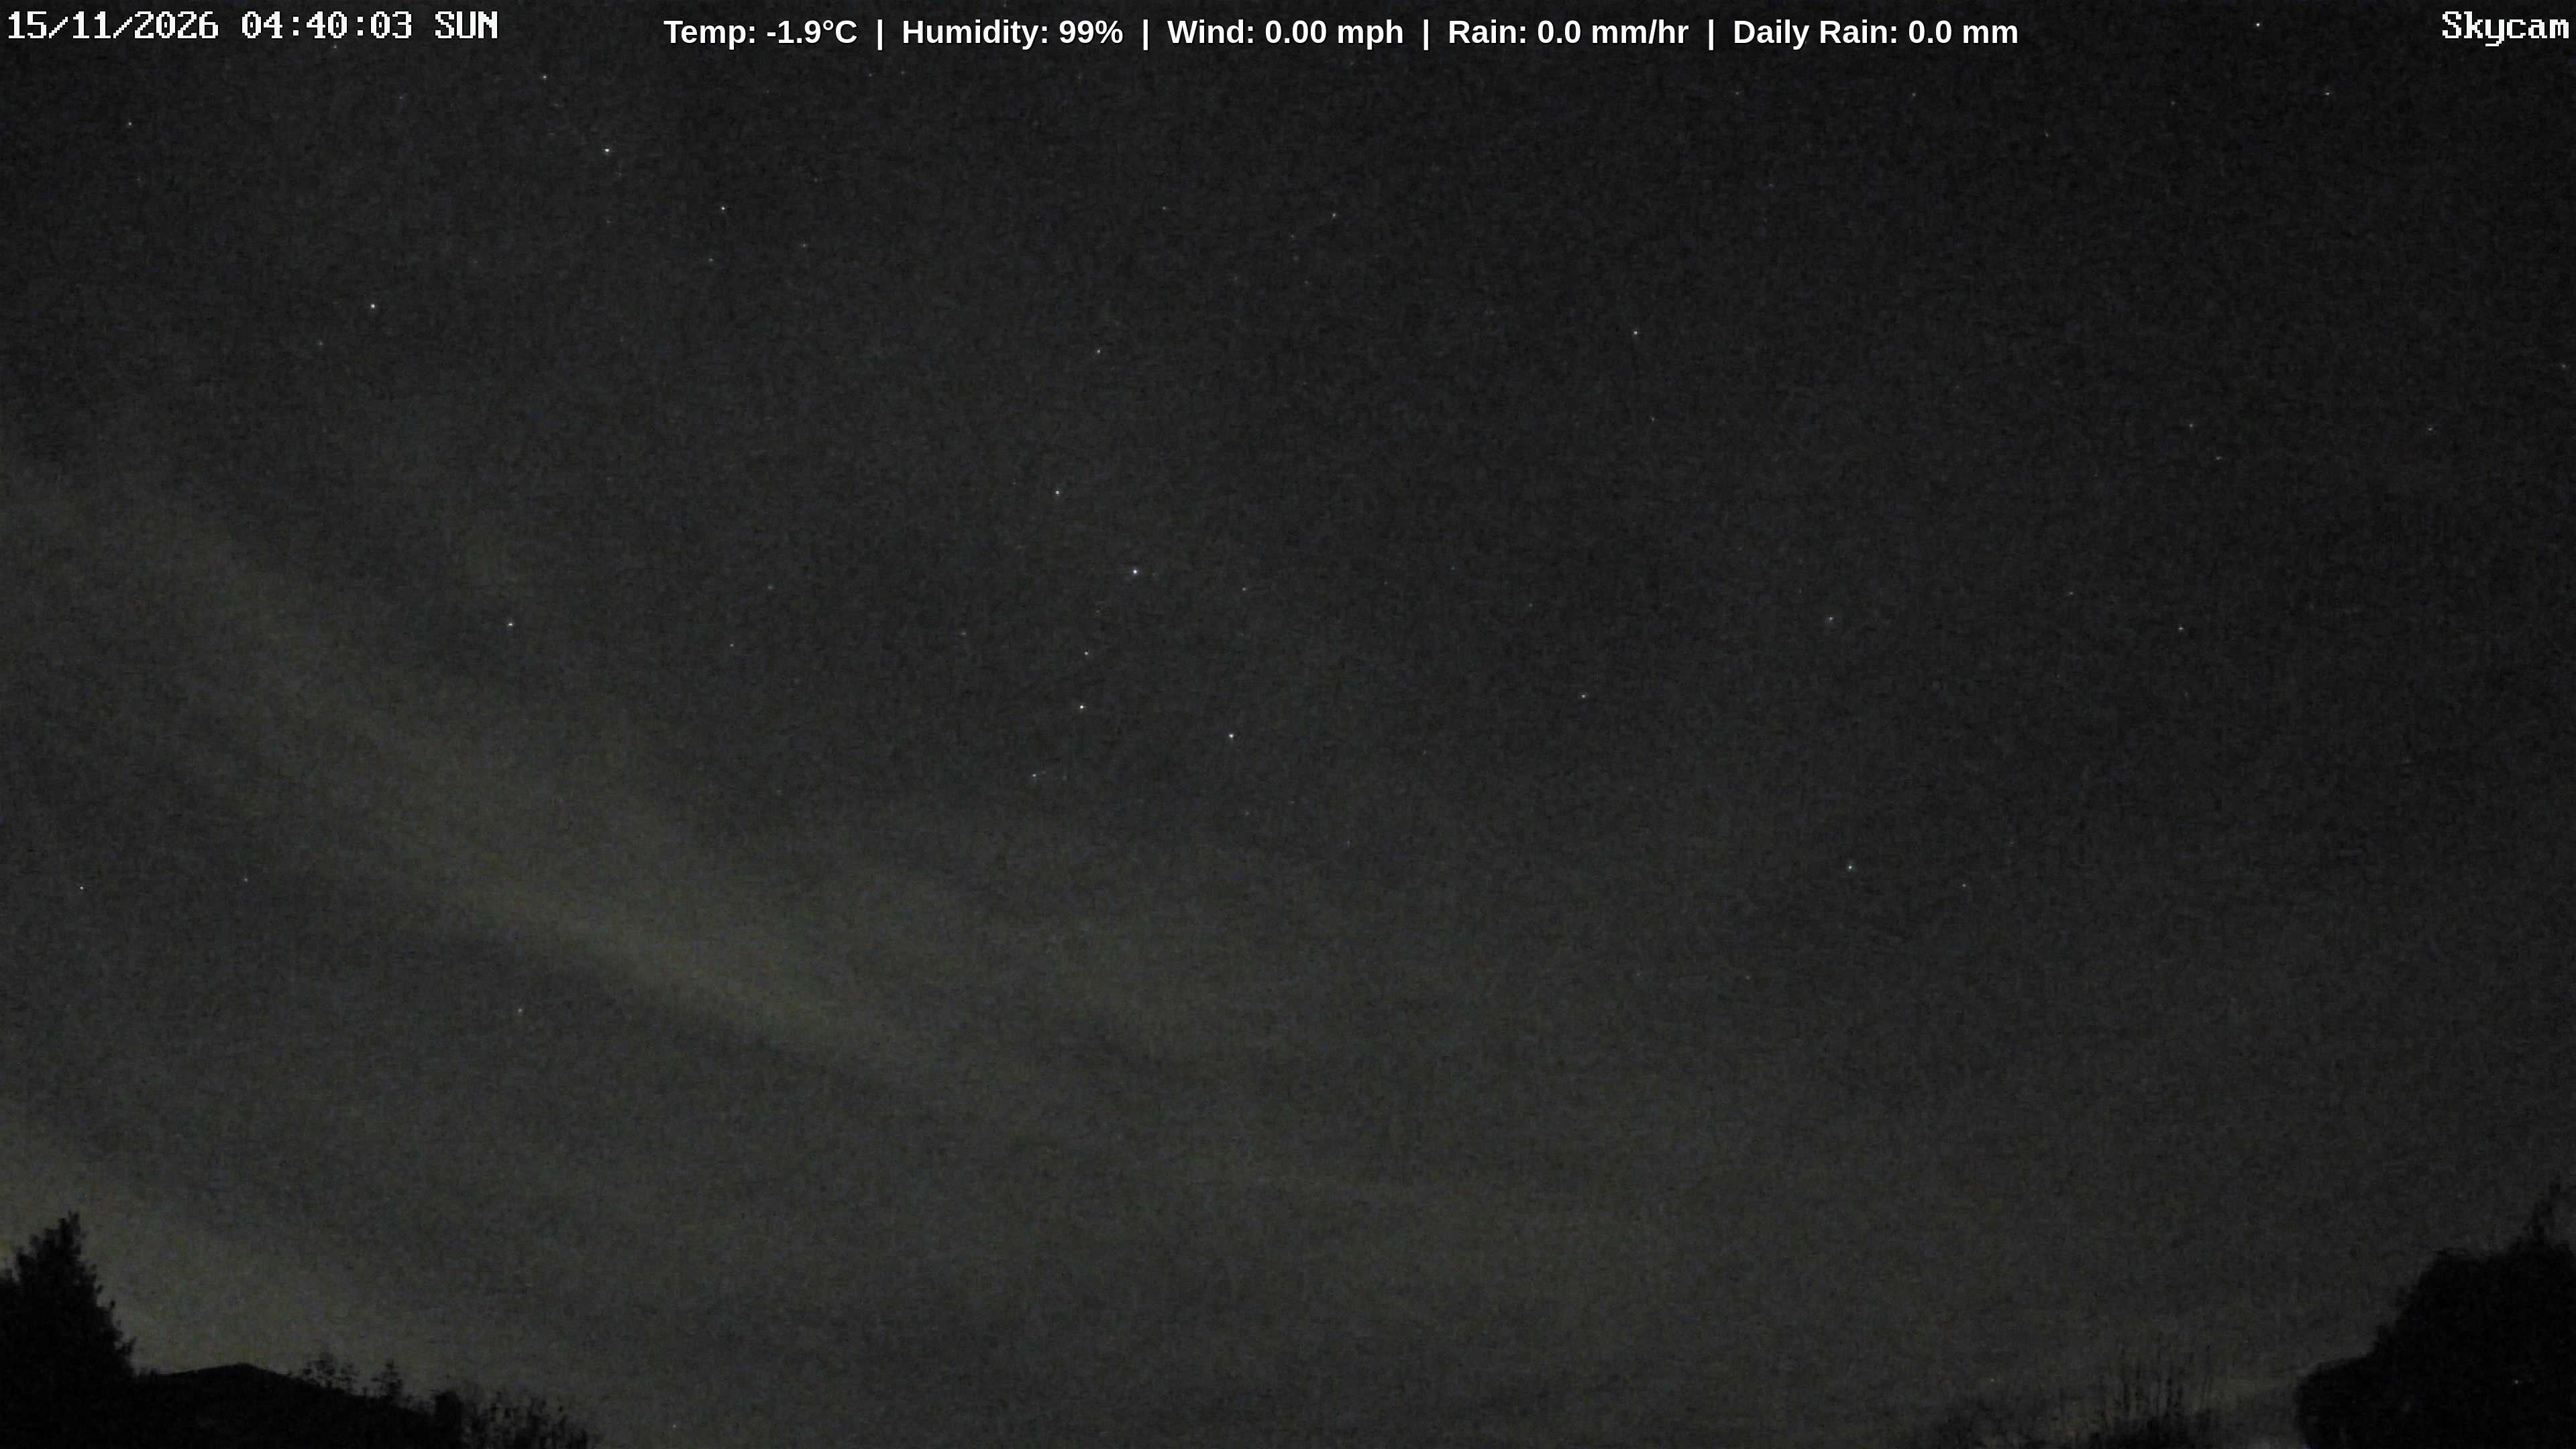 15/11/2026 04:40:03 SUN
Temp: -1.9°C | Humidity: 99% | Wind: 0.00 mph | Rain: 0.0 mm/hr | Daily Rain: 0.0 mm
Skycam